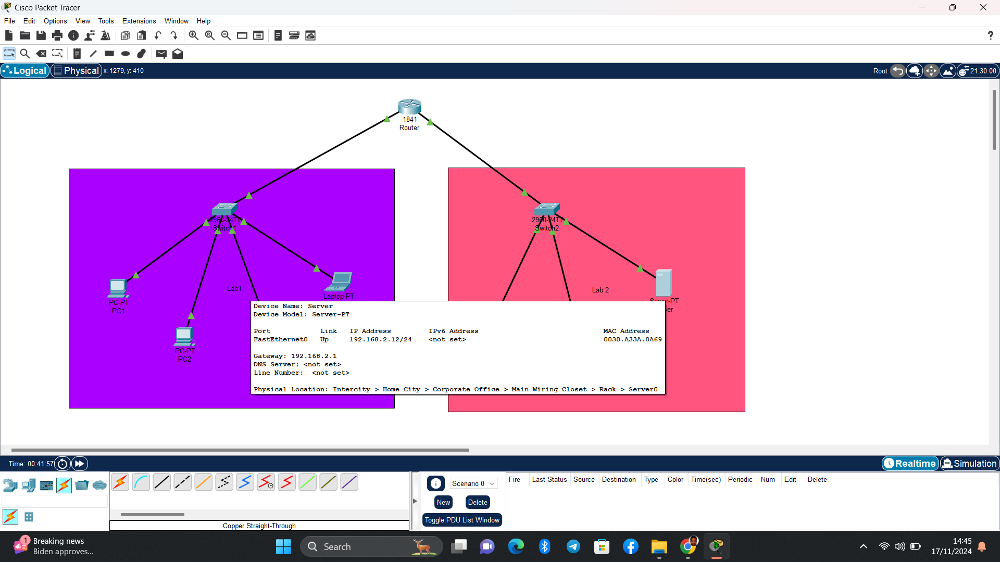 Cisco Packet Tracer
File Edit Options View Tools Extensions Window Help
?
Logical Physical x: 1279, y: 410 Root 21:30:00
1841
Router
2960-24TT
Switch1
2960-24TT
Switch2
PC-PT
PC1
PC-PT
PC2
Lab1
Laptop-PT
Lab 2
Server-PT
Device Name: Server
Device Model: Server-PT
Port Link IP Address IPv6 Address MAC Address
FastEthernet0 Up 192.168.2.12/24 <not set> 0030.A33A.0A69
Gateway: 192.168.2.1
DNS Server: <not set>
Line Number: <not set>
Physical Location: Intercity > Home City > Corporate Office > Main Wiring Closet > Rack > Server0
Time: 00:41:57 Realtime Simulation
Scenario 0
New Delete
Toggle PDU List Window
Fire Last Status Source Destination Type Color Time(sec) Periodic Num Edit Delete
Copper Straight-Through
1
Breaking news
Biden approves...
Search
14:45
17/11/2024